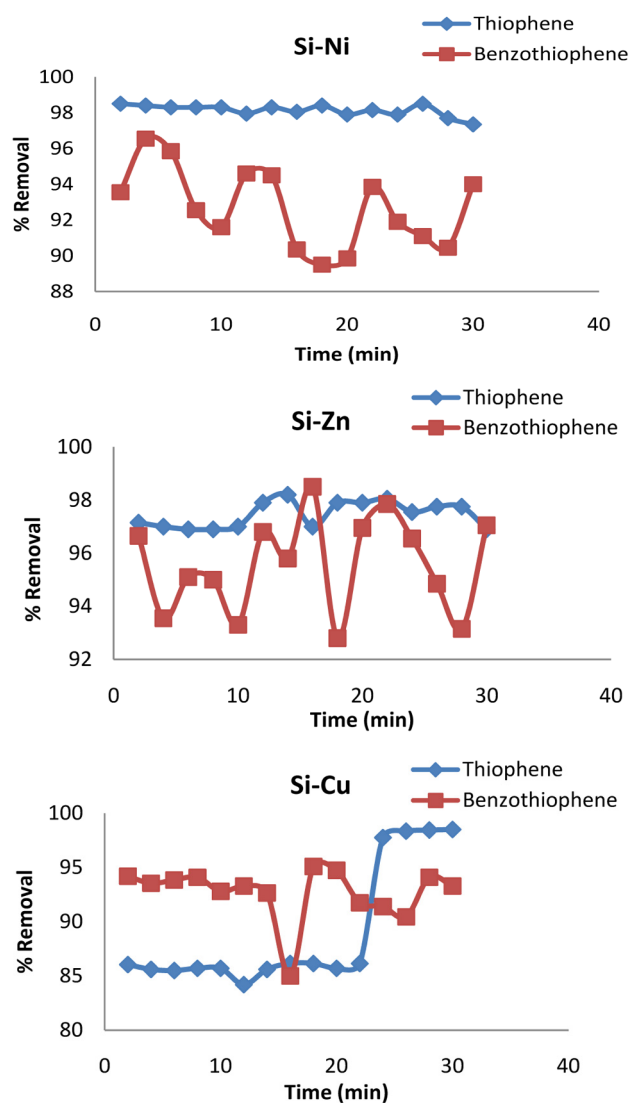 Si-Ni
Thiophene
Benzothiophene
% Removal
100
98
96
94
92
90
88
0 10 20 30 40
Time (min)
Si-Zn
Thiophene
Benzothiophene
% Removal
100
98
96
94
92
0 10 20 30 40
Time (min)
Si-Cu
Thiophene
Benzothiophene
% Removal
100
95
90
85
80
0 10 20 30 40
Time (min)